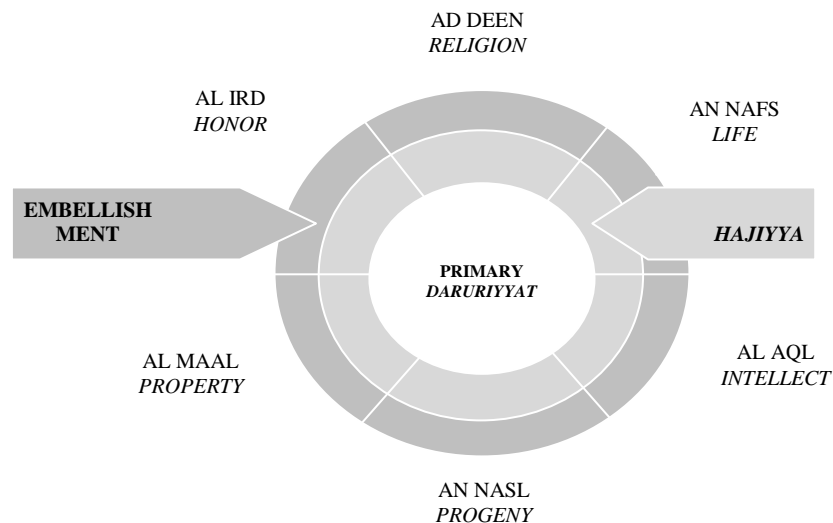 AD DEEN
RELIGION
AL IRD
HONOR
AN NAFS
LIFE
EMBELLISH
MENT
HAJIYYA
PRIMARY
DARURIYYAT
AL MAAL
PROPERTY
AL AQL
INTELLECT
AN NASL
PROGENY